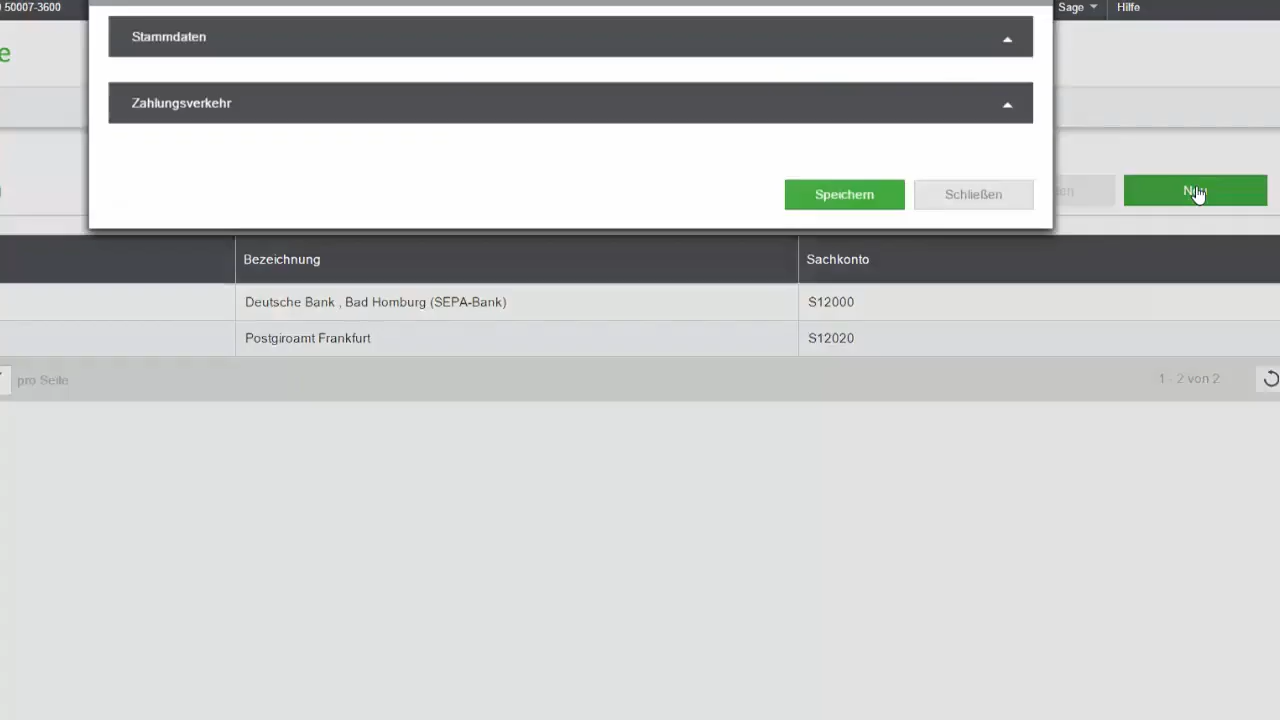 50007-3600 Sage Hilfe
Stammdaten
e
Zahlungsverkehr
Speichern Schließen
Bezeichnung Sachkonto
Deutsche Bank , Bad Homburg (SEPA-Bank) S12000
Postgiroamt Frankfurt S12020
pro Seite 1 - 2 von 2